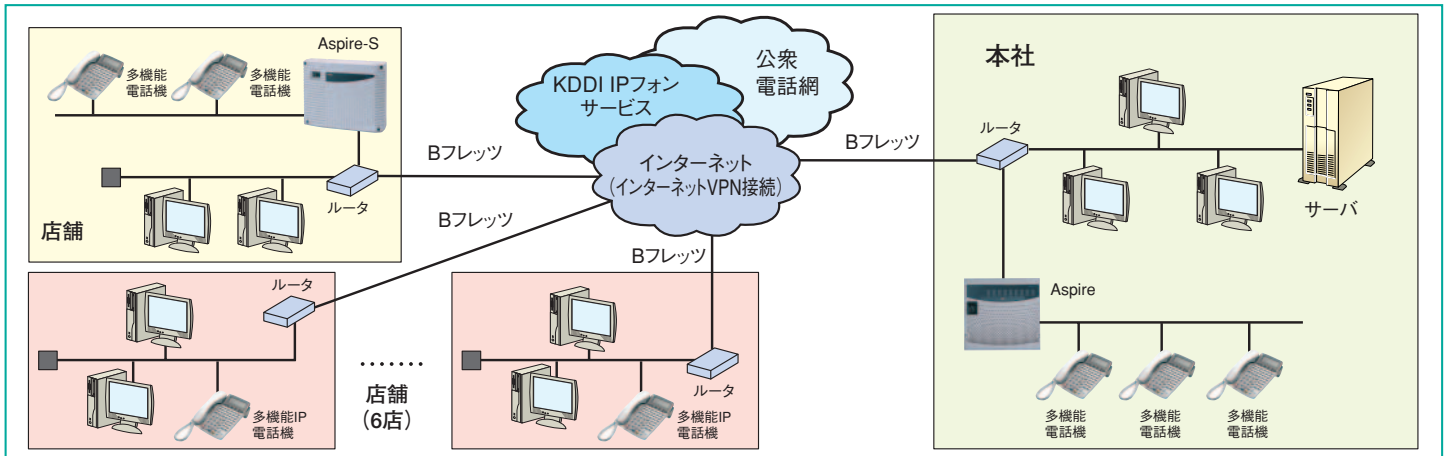 Aspire-S
多機能
電話機
多機能
電話機
Bフレッツ
ルータ
店舗
KDDI IPフォン
サービス
公衆
電話網
インターネット
(インターネットVPN接続)
Bフレッツ
Bフレッツ
Bフレッツ
本社
ルータ
サーバ
Aspire
多機能
電話機
多機能
電話機
多機能
電話機
ルータ
多機能IP
電話機
........
店舗
(6店)
ルータ
多機能IP
電話機